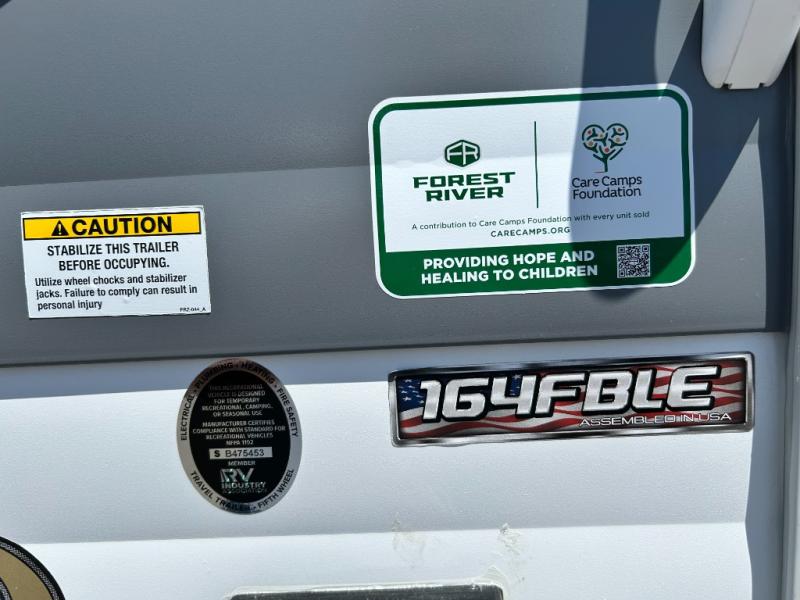 FR
FOREST
RIVER
Care Camps
Foundation
A contribution to Care Camps Foundation with every unit sold
CARECAMPS.ORG
PROVIDING HOPE AND
HEALING TO CHILDREN
CAUTION
STABILIZE THIS TRAILER
BEFORE OCCUPYING.
Utilize wheel chocks and stabilizer
jacks. Failure to comply can result in
personal injury
164FBLE
ASSEMBLED IN USA
ELECTRICAL - PLUMBING - HEATING - FIRE SAFETY
THIS RECREATIONAL
VEHICLE IS DESIGNED
FOR TEMPORARY
RECREATIONAL, CAMPING,
OR SEASONAL USE
MANUFACTURER CERTIFIES
COMPLIANCE WITH STANDARD FOR
RECREATIONAL VEHICLES
NFPA 1192
S B475453
MEMBER
RV
INDUSTRY
ASSOCIATION
TRAVEL TRAILER - FIFTH WHEEL